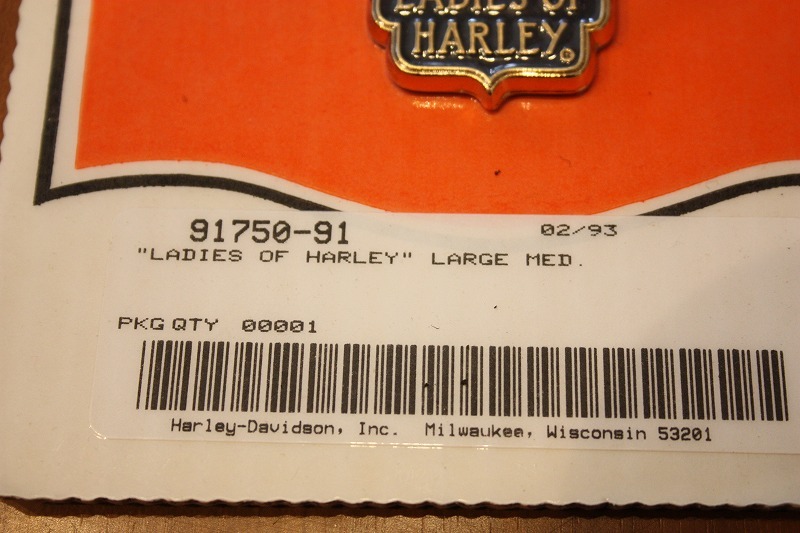 LADIES OF
HARLEY
®
91750-91
02/93
"LADIES OF HARLEY" LARGE MED.
PKG QTY 00001
Harley-Davidson, Inc. Milwaukee, Wisconsin 53201